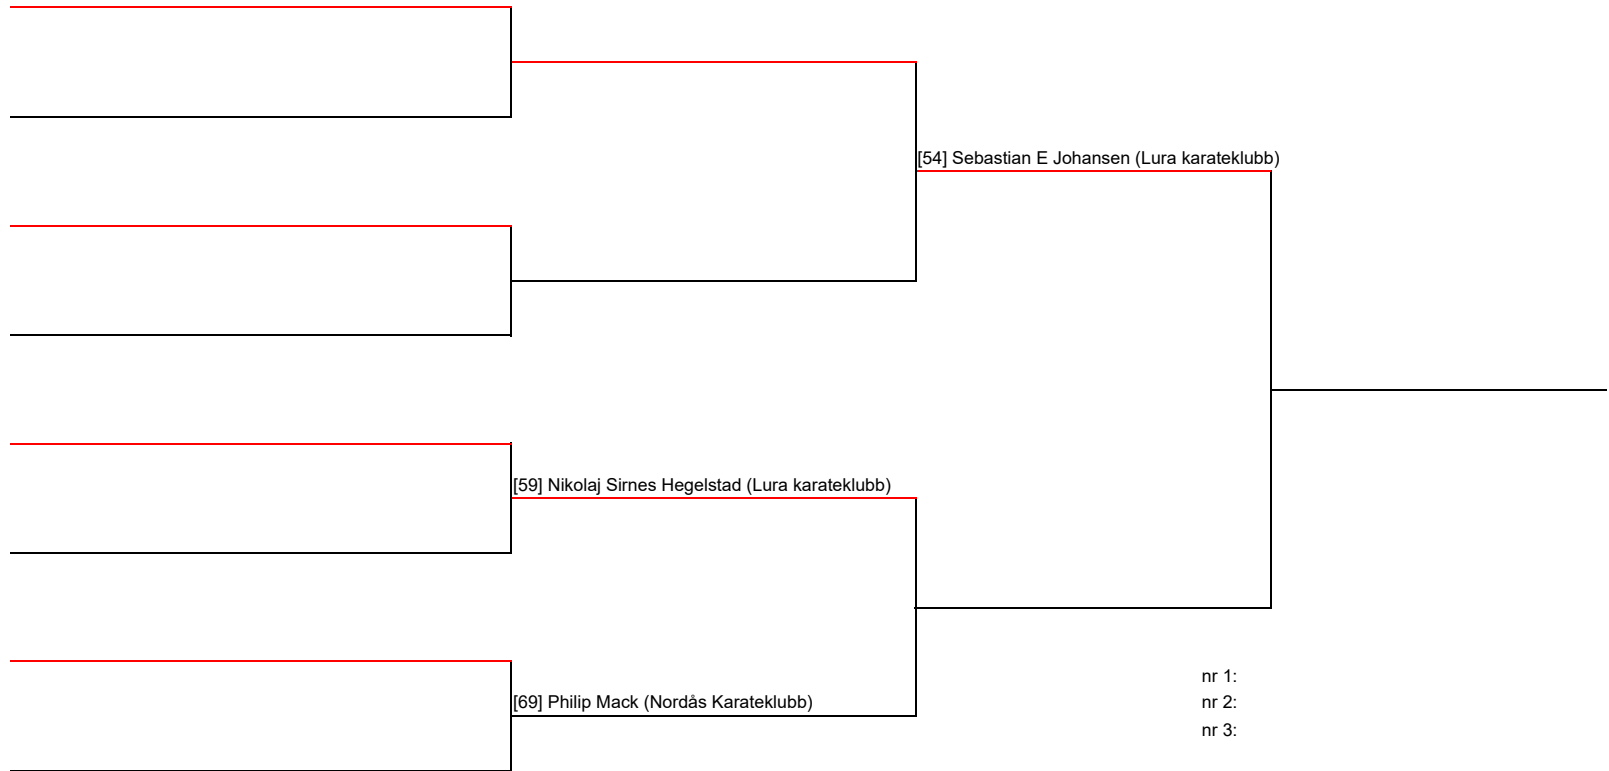 [54] Sebastian E Johansen (Lura karateklubb)
[59] Nikolaj Sirnes Hegelstad (Lura karateklubb)
[69] Philip Mack (Nordås Karateklubb)
nr 1:
nr 2:
nr 3: